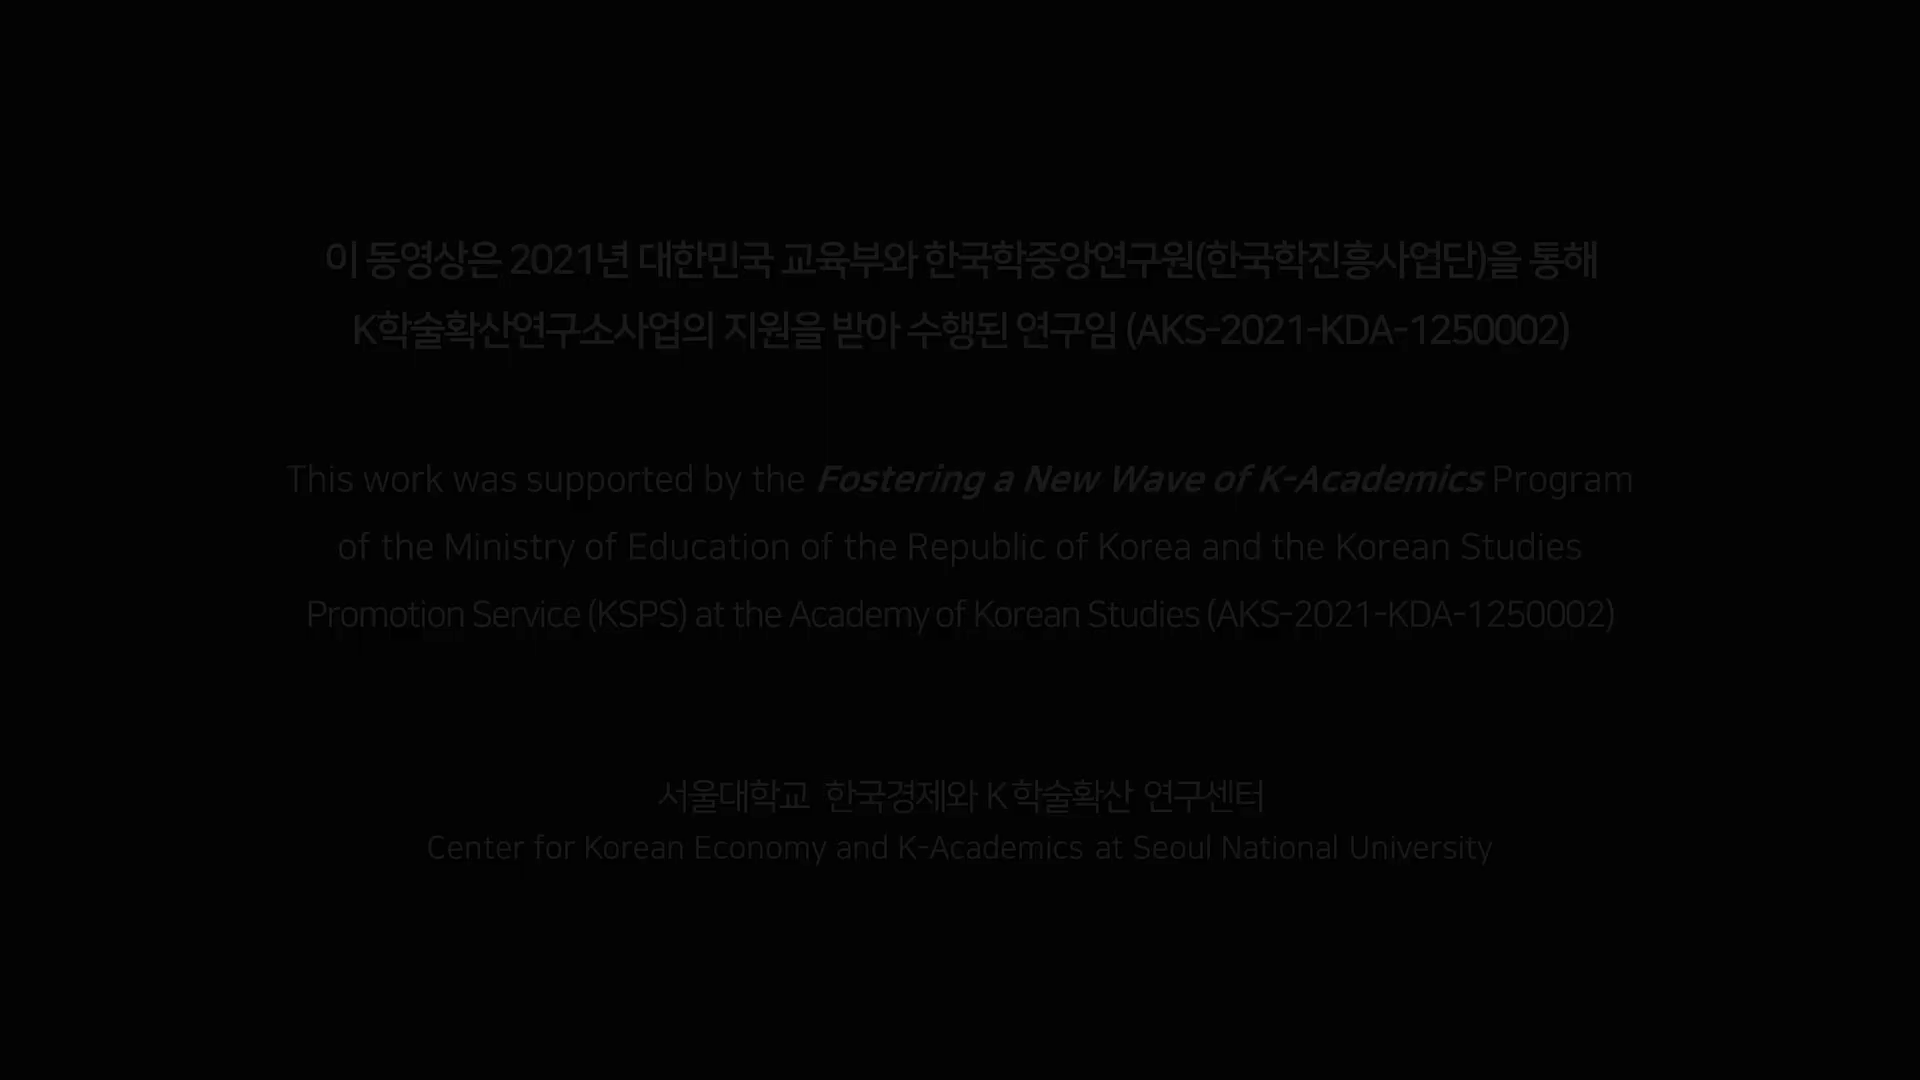 이 동영상은 2021년 대한민국 교육부와 한국학중앙연구원(한국학진흥사업단)을 통해
K학술확산연구소사업의 지원을 받아 수행된 연구임 (AKS-2021-KDA-1250002)
This work was supported by the Fostering a New Wave of K-Academics Program
of the Ministry of Education of the Republic of Korea and the Korean Studies
Promotion Service (KSPS) at the Academy of Korean Studies (AKS-2021-KDA-1250002)
서울대학교 한국경제와 K학술확산 연구센터
Center for Korean Economy and K-Academics at Seoul National University